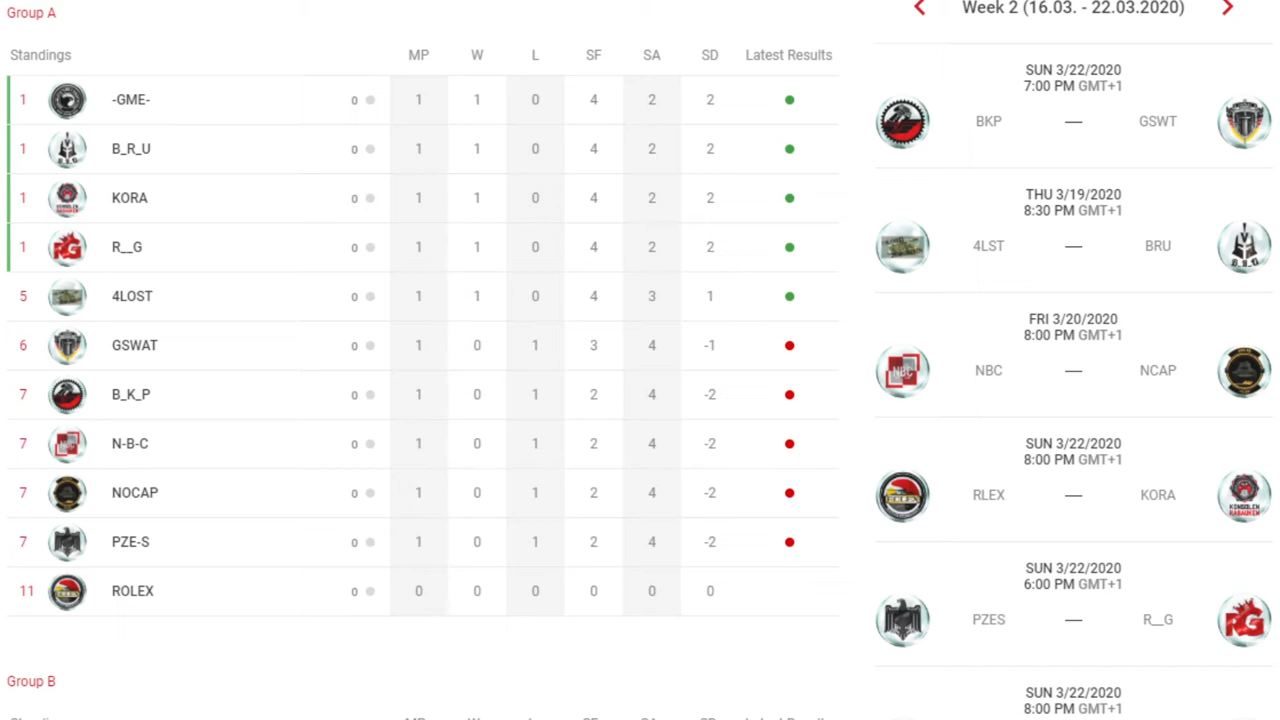 Group A
Standings MP W L SF SA SD Latest Results
1 -GME- 0 1 1 0 4 2 2
1 B_R_U 0 1 1 0 4 2 2
1 KORA 0 1 1 0 4 2 2
1 R__G 0 1 1 0 4 2 2
5 4LOST 0 1 1 0 4 3 1
6 GSWAT 0 1 0 1 3 4 -1
7 B_K_P 0 1 0 1 2 4 -2
7 N-B-C 0 1 0 1 2 4 -2
7 NOCAP 0 1 0 1 2 4 -2
7 PZE-S 0 1 0 1 2 4 -2
11 ROLEX 0 0 0 0 0 0 0
Group B
Week 2 (16.03. - 22.03.2020)
SUN 3/22/2020
7:00 PM GMT+1
BKP — GSWT
THU 3/19/2020
8:30 PM GMT+1
4LST — BRU
FRI 3/20/2020
8:00 PM GMT+1
NBC — NCAP
SUN 3/22/2020
8:00 PM GMT+1
RLEX — KORA
SUN 3/22/2020
6:00 PM GMT+1
PZES — R__G
SUN 3/22/2020
8:00 PM GMT+1